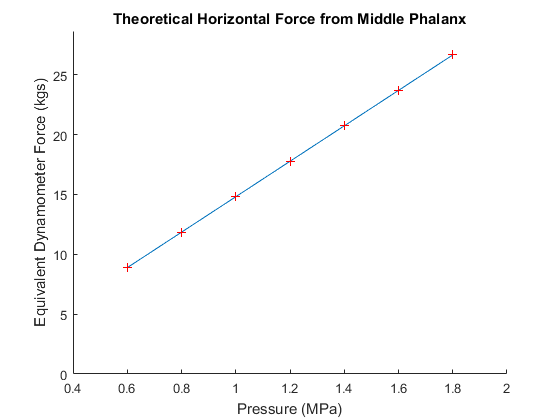 Theoretical Horizontal Force from Middle Phalanx
Equivalent Dynamometer Force (kgs)
25
20
15
10
5
0
0.4 0.6 0.8 1 1.2 1.4 1.6 1.8 2
Pressure (MPa)